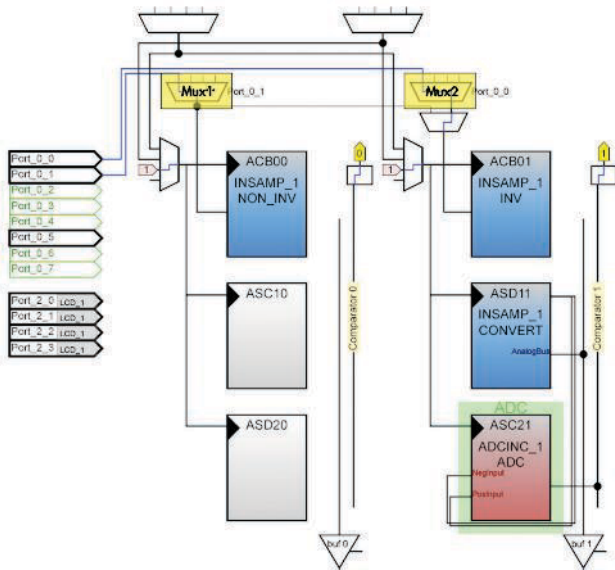 Mux1
Port_0_1
Mux2
Port_0_0
Port_0_0
Port_0_1
Port_0_2
Port_0_3
Port_0_4
Port_0_5
Port_0_6
Port_0_7
Port_2_0 LCD_1
Port_2_1 LCD_1
Port_2_2 LCD_1
Port_2_3 LCD_1
1
ACB00
INSAMP_1
NON_INV
ASC10
ASD20
0
Comparator 0
buf 0
1
ACB01
INSAMP_1
INV
ASD11
INSAMP_1
CONVERT
AnalogBus
ADC
ASC21
ADCINC_1
ADC
NegInput
PosInput
1
Comparator 1
buf 1